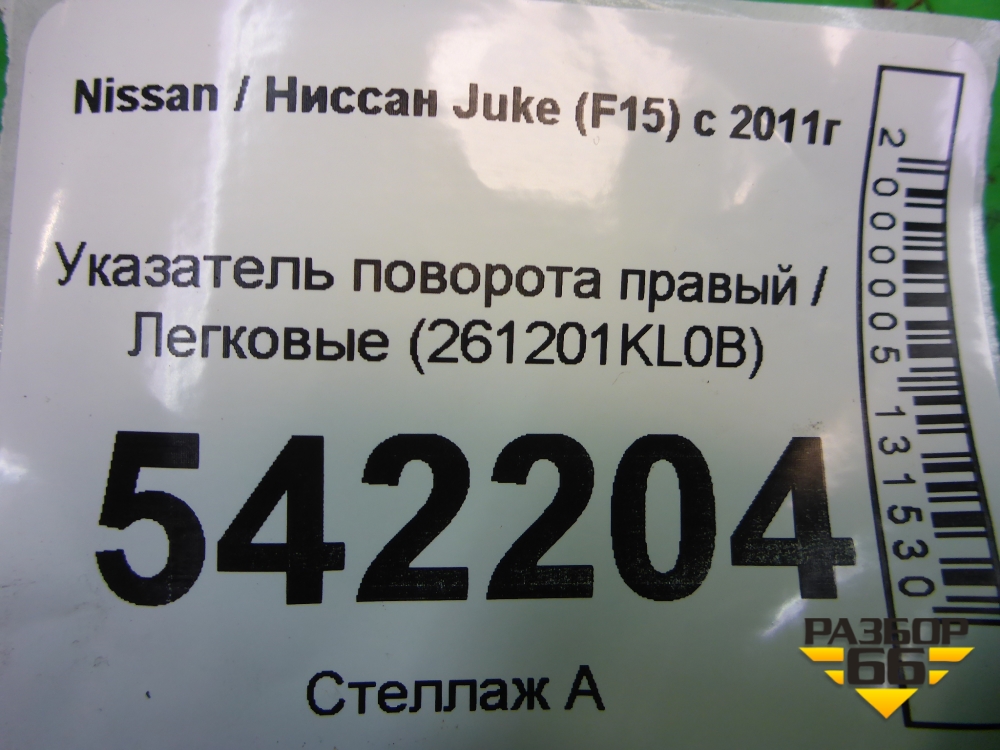 Nissan / Ниссан Juke (F15) с 2011г
Указатель поворота правый /
Легковые (261201KL0B)
542204
Стеллаж А
2000005131530
РАЗБОР
66